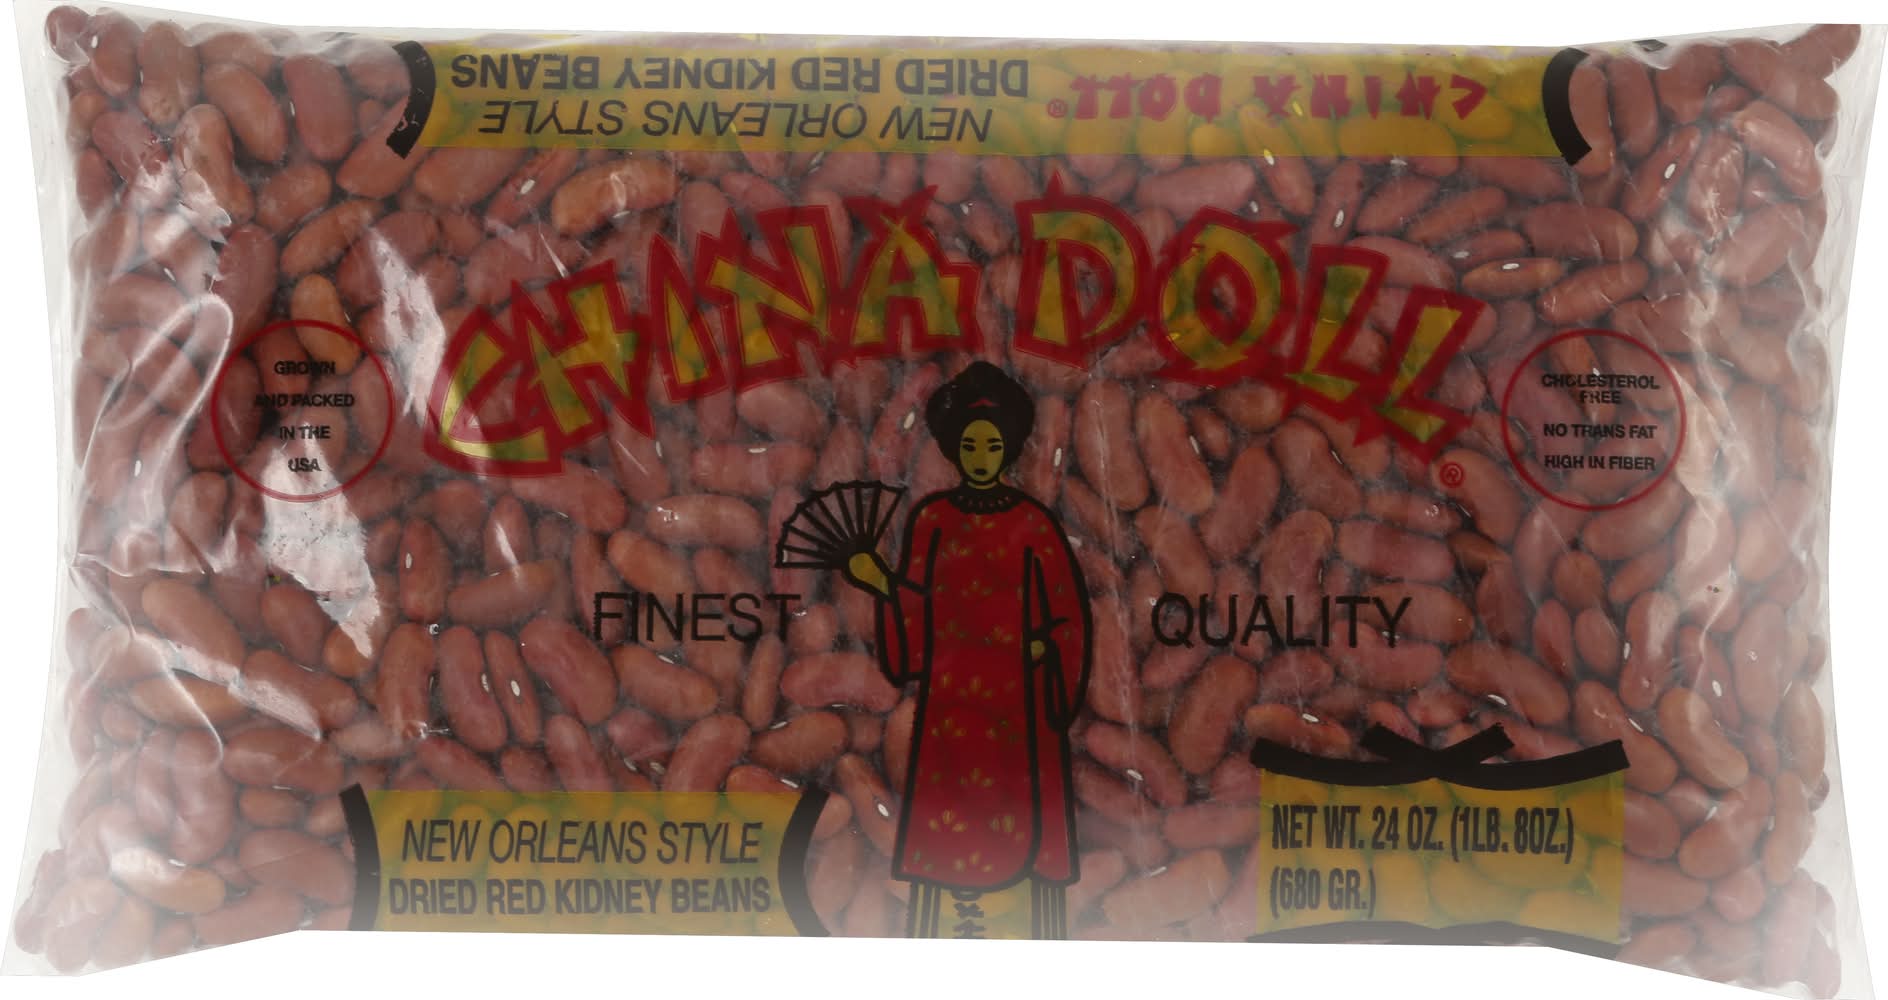 NEW ORLEANS STYLE
DRIED RED KIDNEY BEANS
CHINA DOLL®
CHINA DOLL
®
GROWN
AND PACKED
IN THE
USA
CHOLESTEROL
FREE
NO TRANS FAT
HIGH IN FIBER
FINEST QUALITY
NEW ORLEANS STYLE
DRIED RED KIDNEY BEANS
NET WT. 24 OZ. (1LB. 8OZ.)
(680 GR.)